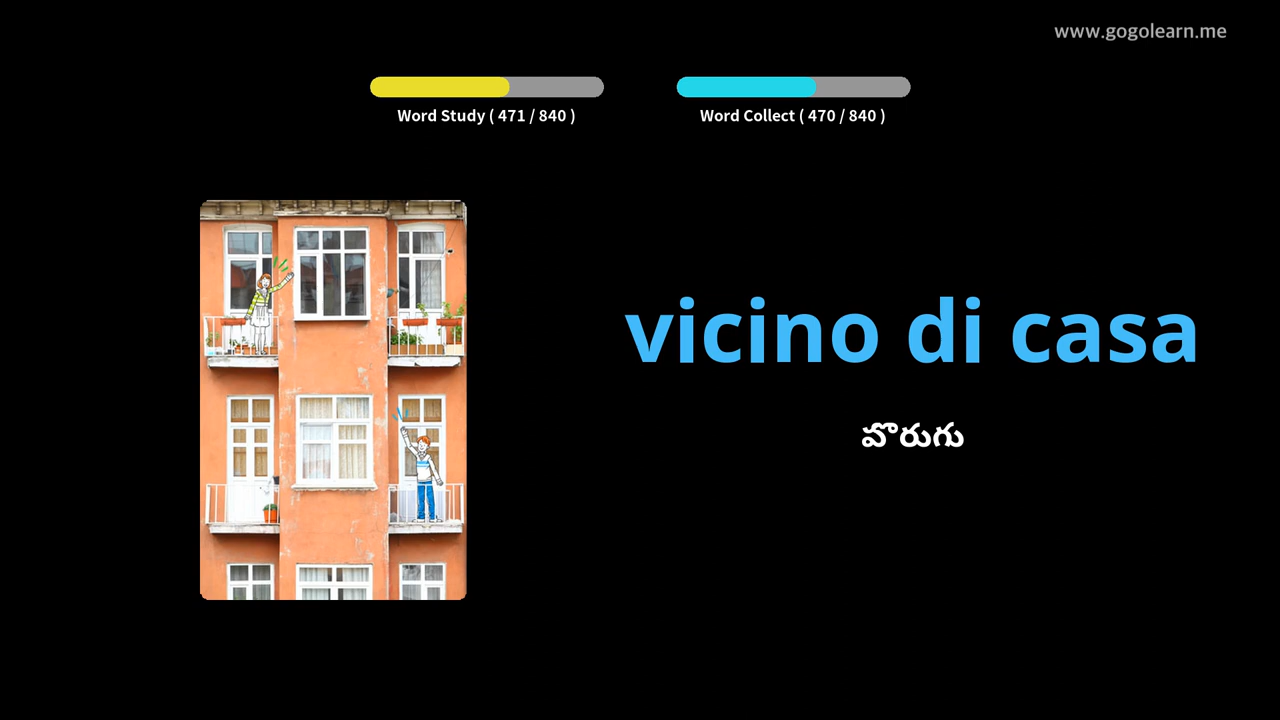 www.gogolearn.me
Word Study ( 471 / 840 )
Word Collect ( 470 / 840 )
vicino di casa
పొరుగు